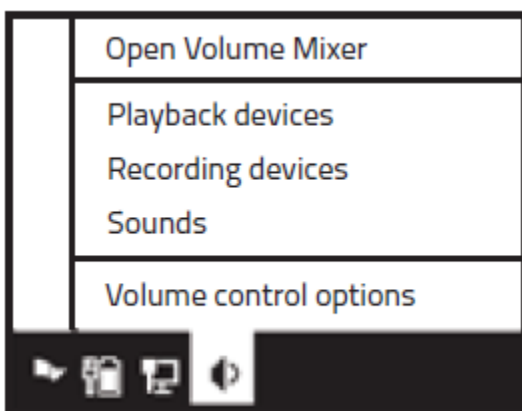 Open Volume Mixer
Playback devices
Recording devices
Sounds
Volume control options